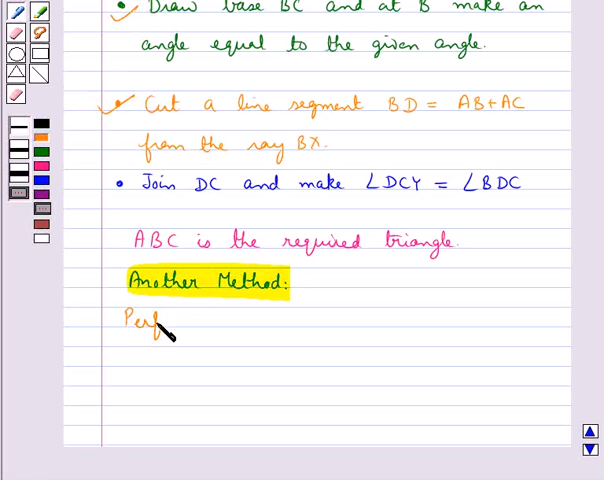 • Draw base BC and at B make an
angle equal to the given angle.
• Cut a line segment BD = AB+AC
from the ray BX.
• Join DC and make ∠DCY = ∠BDC
ABC is the required triangle.
Another Method:
Perf